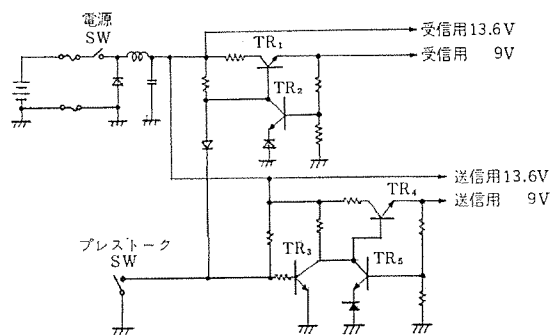 電源
SW
受信用13.6V
受信用 9V
TR₁
TR₂
送信用13.6V
送信用 9V
TR₄
プレストーク
SW
TR₃
TR₅